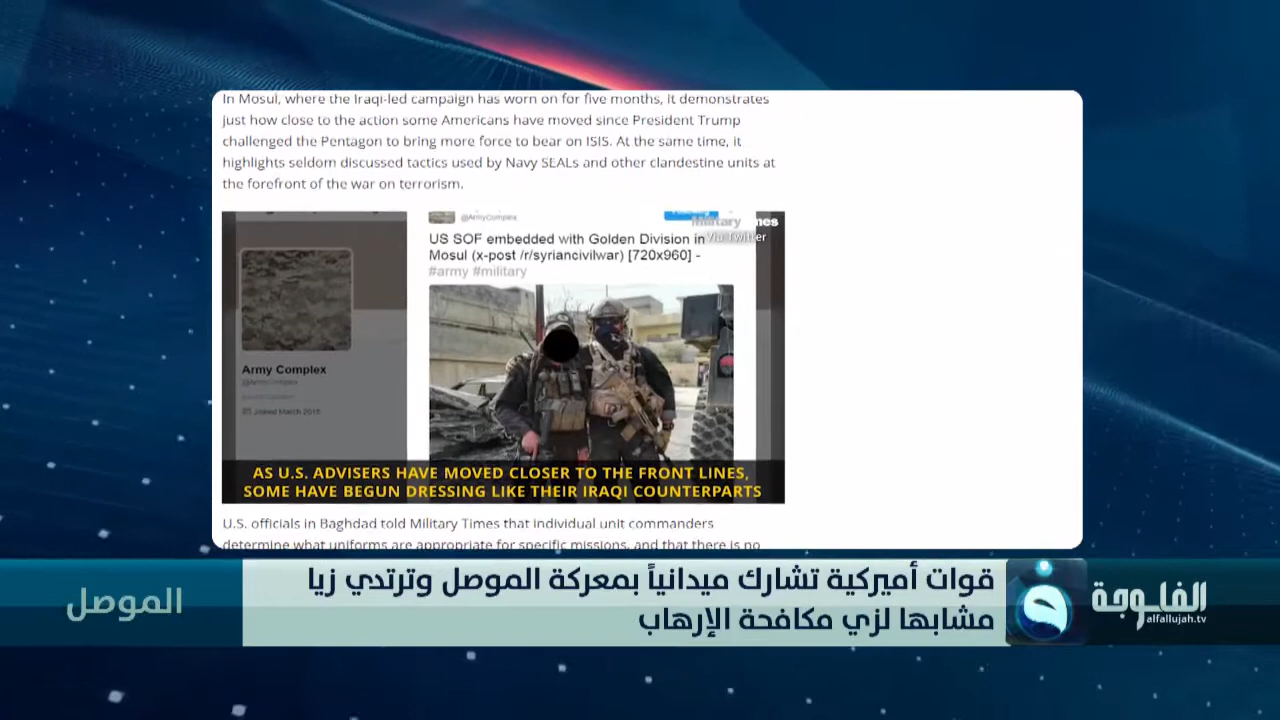 In Mosul, where the Iraqi-led campaign has worn on for five months, it demonstrates
just how close to the action some Americans have moved since President Trump
challenged the Pentagon to bring more force to bear on ISIS. At the same time, it
highlights seldom discussed tactics used by Navy SEALs and other clandestine units at
the forefront of the war on terrorism.
@ArmyComplex
US SOF embedded with Golden Division in
Via Twitter
Mosul (x-post /r/syriancivilwar) [720x960] -
#army #military
Army Complex
@ArmyComplex
Joined March 2015
AS U.S. ADVISERS HAVE MOVED CLOSER TO THE FRONT LINES,
SOME HAVE BEGUN DRESSING LIKE THEIR IRAQI COUNTERPARTS
U.S. officials in Baghdad told Military Times that individual unit commanders
determine what uniforms are appropriate for specific missions, and that there is no
قوات أميركية تشارك ميدانياً بمعركة الموصل وترتدي زيا
مشابها لزي مكافحة الإرهاب
الموصل
الفلوجة
alfallujah.tv